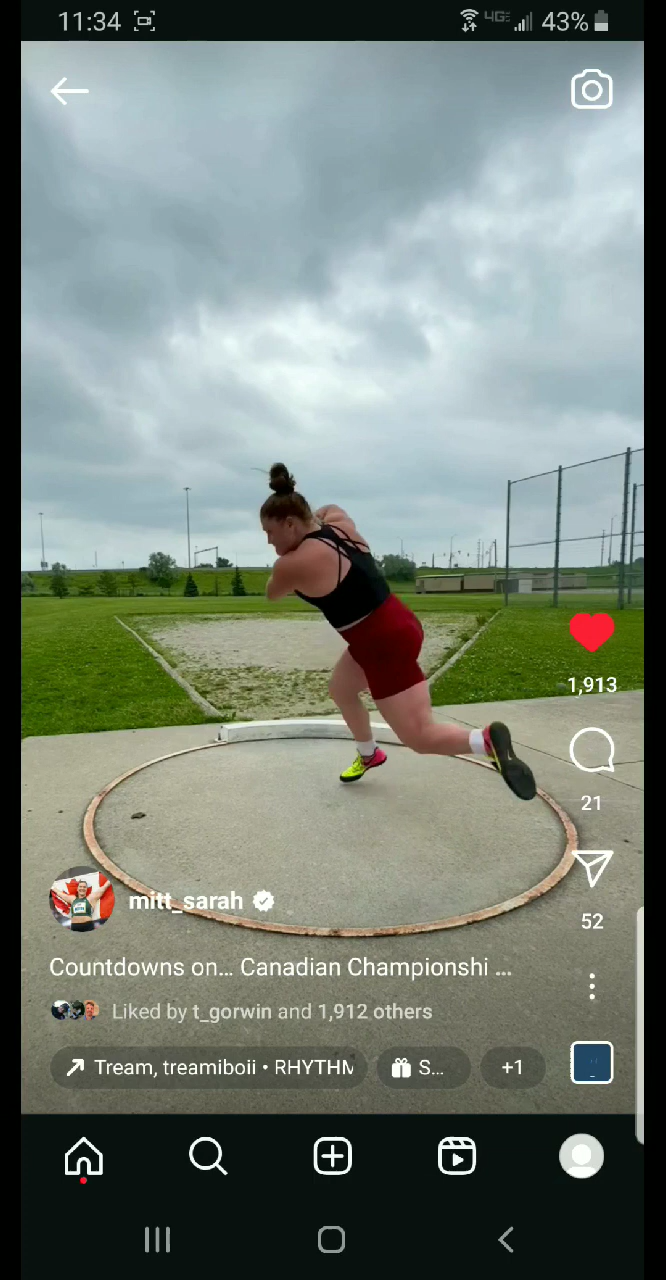 11:34
4GE 43%
1,913
21
mitt_sarah
52
Countdowns on... Canadian Championshi ...
Liked by t_gorwin and 1,912 others
Tream, treamiboii • RHYTHM
S...
+1